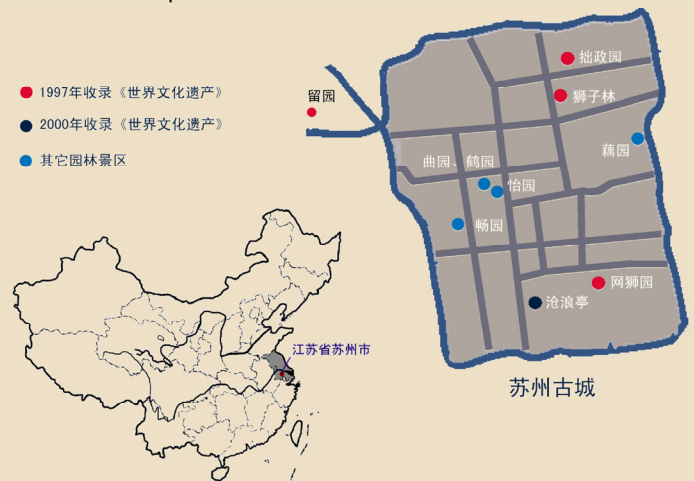 1997年收录《世界文化遗产》
2000年收录《世界文化遗产》
其它园林景区
留园
拙政园
狮子林
藕园
曲园、鹤园
怡园
畅园
网狮园
沧浪亭
苏州古城
江苏省苏州市